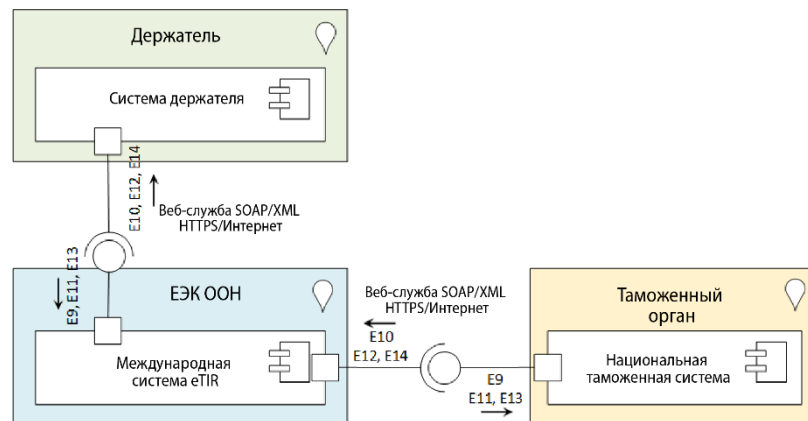 Держатель
Система держателя
E10, E12, E14
Веб-служба SOAP/XML
HTTPS/Интернет
E9, E11, E13
ЕЭК ООН
Международная
система eTIR
Веб-служба SOAP/XML
HTTPS/Интернет
E10
E12, E14
E9
E11, E13
Таможенный
орган
Национальная
таможенная система